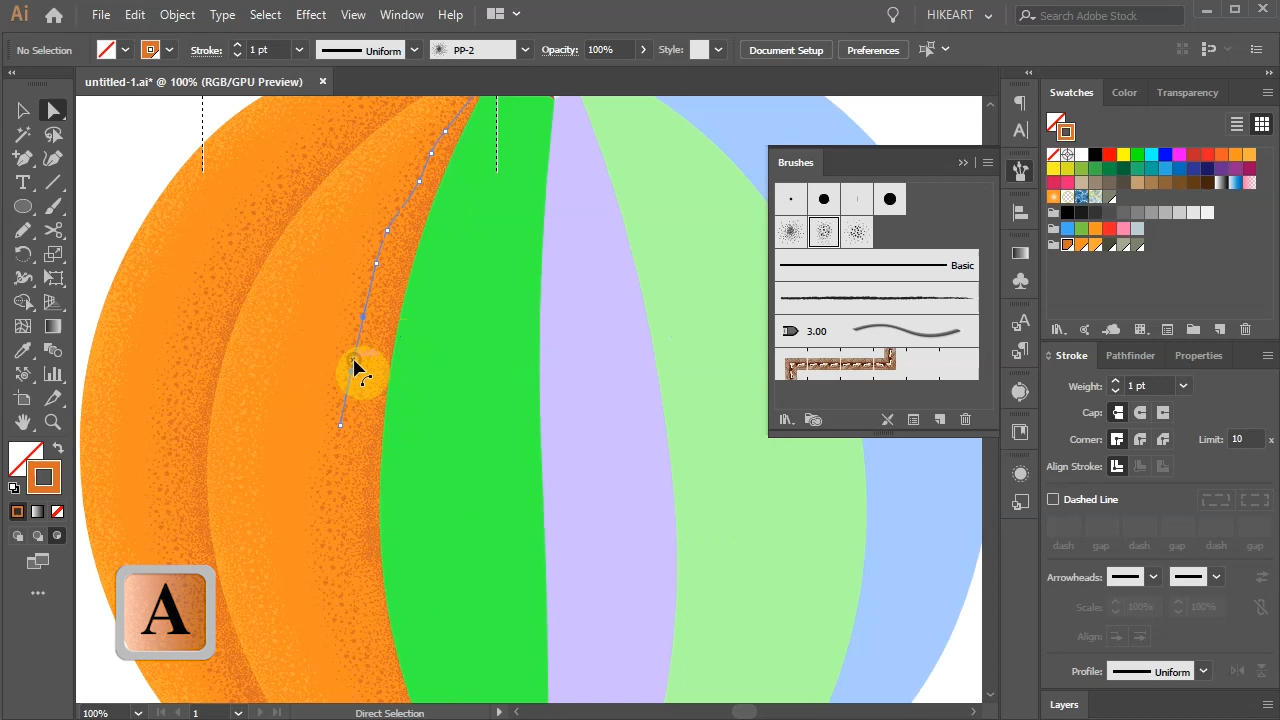 Ai File Edit Object Type Select Effect View Window Help HIKEART Search Adobe Stock
No Selection Stroke: 1 pt Uniform PP-2 Opacity: 100% Style: Document Setup Preferences
untitled-1.ai* @ 100% (RGB/GPU Preview) ×
Swatches Color Transparency
Brushes
Basic
3.00
Stroke Pathfinder Properties
Weight: 1 pt
Cap:
Corner: Limit: 10 x
Align Stroke:
Dashed Line
dash gap dash gap dash gap
Arrowheads:
Scale: 100% 100%
Align:
Profile: Uniform
Layers
A
100% 1 Direct Selection